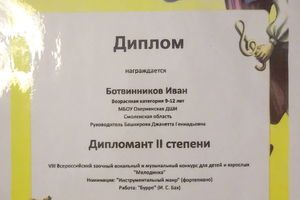 Диплом
награждается
Ботвинников Иван
Возрастная категория 9-12 лет
МБОУ Озерненская ДШИ
Смоленская область
Руководитель Башкирова Джанетта Геннадьевна
Дипломант II степени
VIII Всероссийский заочный вокальный и музыкальный конкурс для детей и взрослых
"Мелодинка"
Номинация: "Инструментальный жанр" (фортепиано)
Работа: "Бурре" (И. С. Бах)